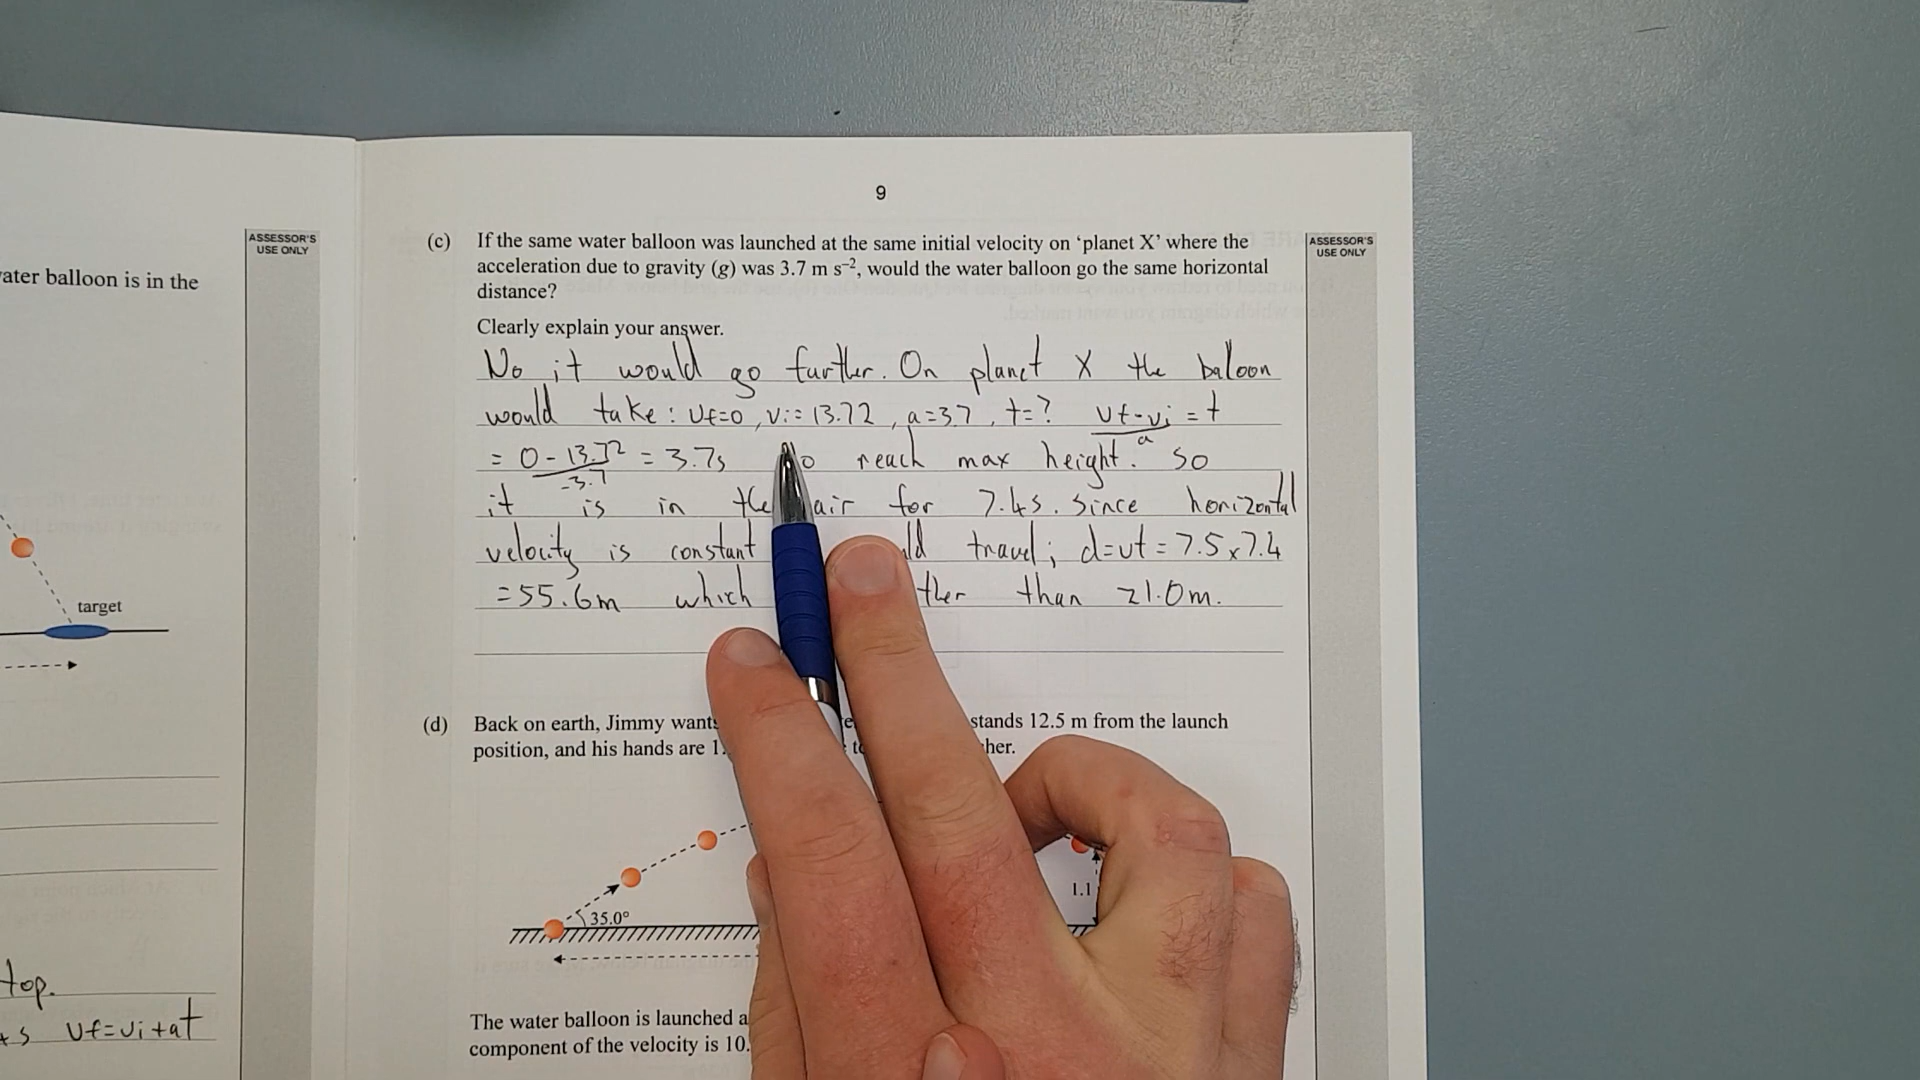 9
ASSESSOR'S
USE ONLY
water balloon is in the
target
top.
vf=vi+at
(c) If the same water balloon was launched at the same initial velocity on 'planet X' where the
acceleration due to gravity (g) was 3.7 m s⁻², would the water balloon go the same horizontal
distance?
Clearly explain your answer.
No it would go further. On planet X the baloon
would take: vf=0, vi=13.72, a=3.7, t=? vf-vi/a = t
= 0-13.72/-3.7 = 3.7s to reach max height. so
it is in the air for 7.4s. since horizontal
velocity is constant travel; d=vt=7.5x7.4
=55.6m which than 21.0m.
ASSESSOR'S
USE ONLY
(d) Back on earth, Jimmy wants stands 12.5 m from the launch
position, and his hands are 1.
35.0°
1.1
The water balloon is launched a
component of the velocity is 10.